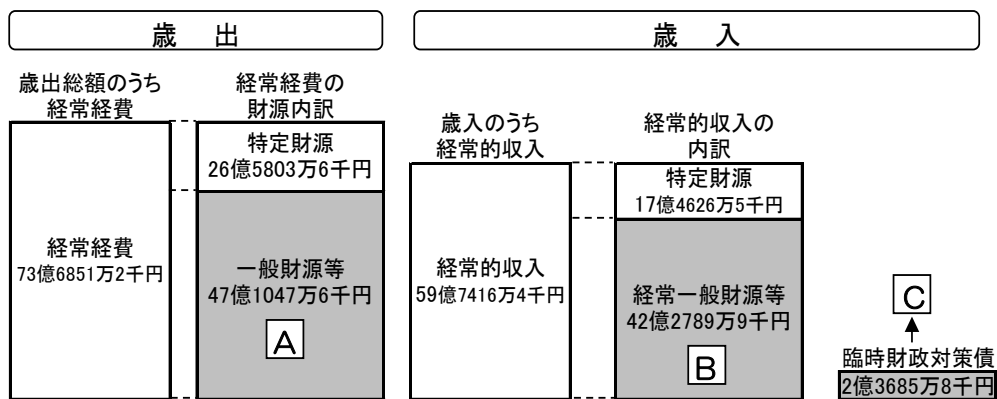 歳 出
歳出総額のうち
経常経費
経常経費の
財源内訳
経常経費
73億6851万2千円
特定財源
26億5803万6千円
一般財源等
47億1047万6千円
A
歳 入
歳入のうち
経常的収入
経常的収入の
内訳
経常的収入
59億7416万4千円
特定財源
17億4626万5千円
経常一般財源等
42億2789万9千円
B
C
臨時財政対策債
2億3685万8千円